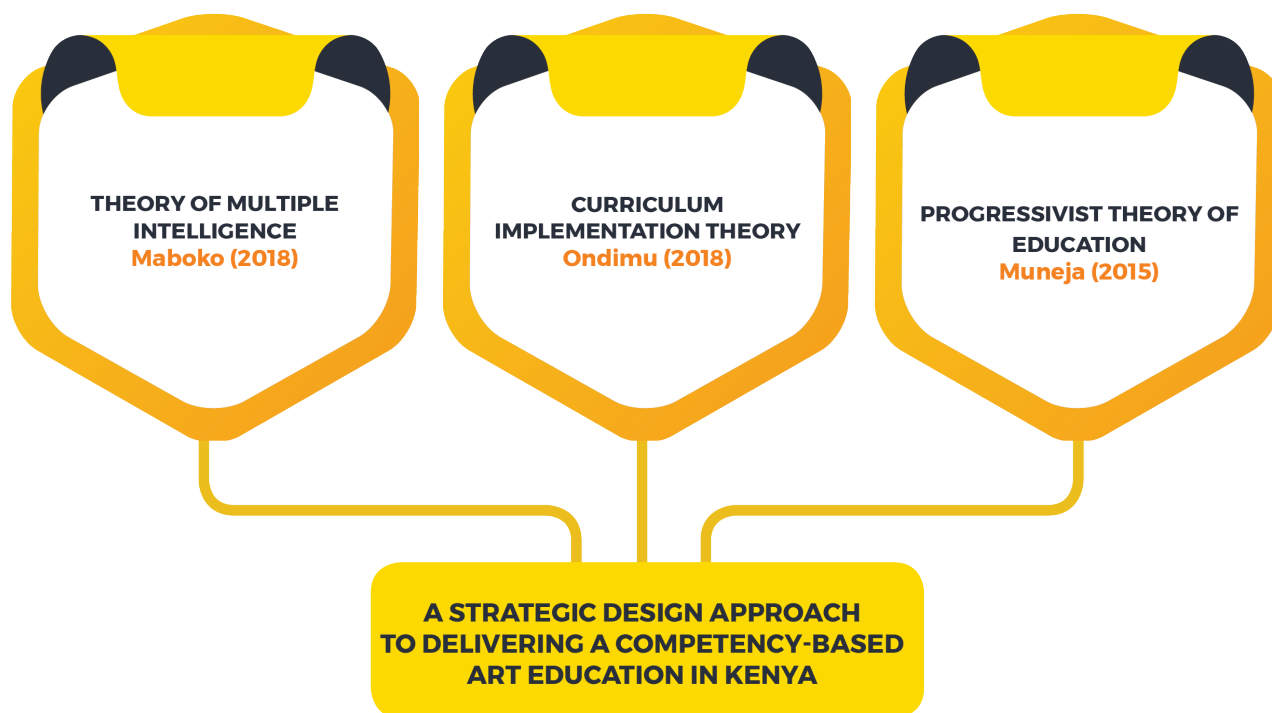 THEORY OF MULTIPLE
INTELLIGENCE
Maboko (2018)
CURRICULUM
IMPLEMENTATION THEORY
Ondimu (2018)
PROGRESSIVIST THEORY OF
EDUCATION
Muneja (2015)
A STRATEGIC DESIGN APPROACH
TO DELIVERING A COMPETENCY-BASED
ART EDUCATION IN KENYA